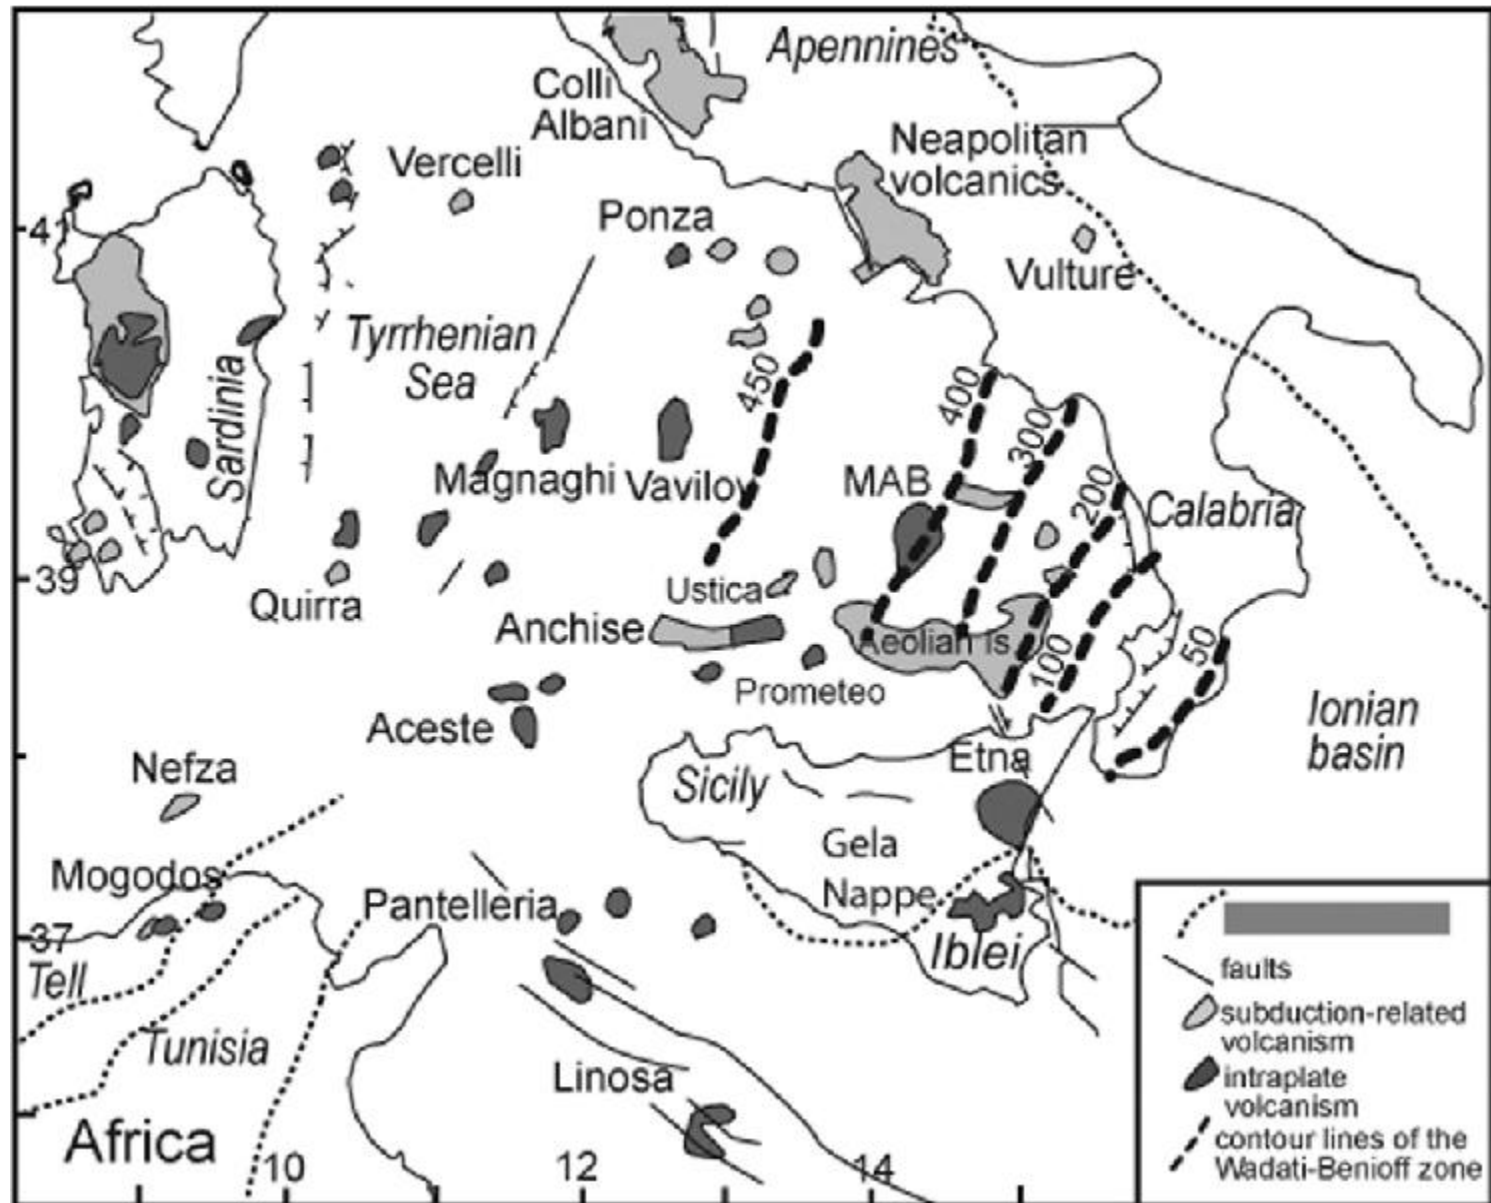 Apennines
Colli
Albani
Neapolitan
volcanics
Vercelli
Ponza
41
Vulture
Tyrrhenian
Sea
Sardinia
450
400
300
200
Magnaghi
Vavilov
MAB
Calabria
39
Quirra
Ustica
Anchise
Aeolian Is.
100
50
Prometeo
Aceste
Ionian
basin
Nefza
Sicily
Etna
Gela
Nappe
Mogodos
Pantelleria
37
Iblei
Tell
Tunisia
Linosa
Africa
10
12
14
faults
subduction-related
volcanism
intraplate
volcanism
contour lines of the
Wadati-Benioff zone